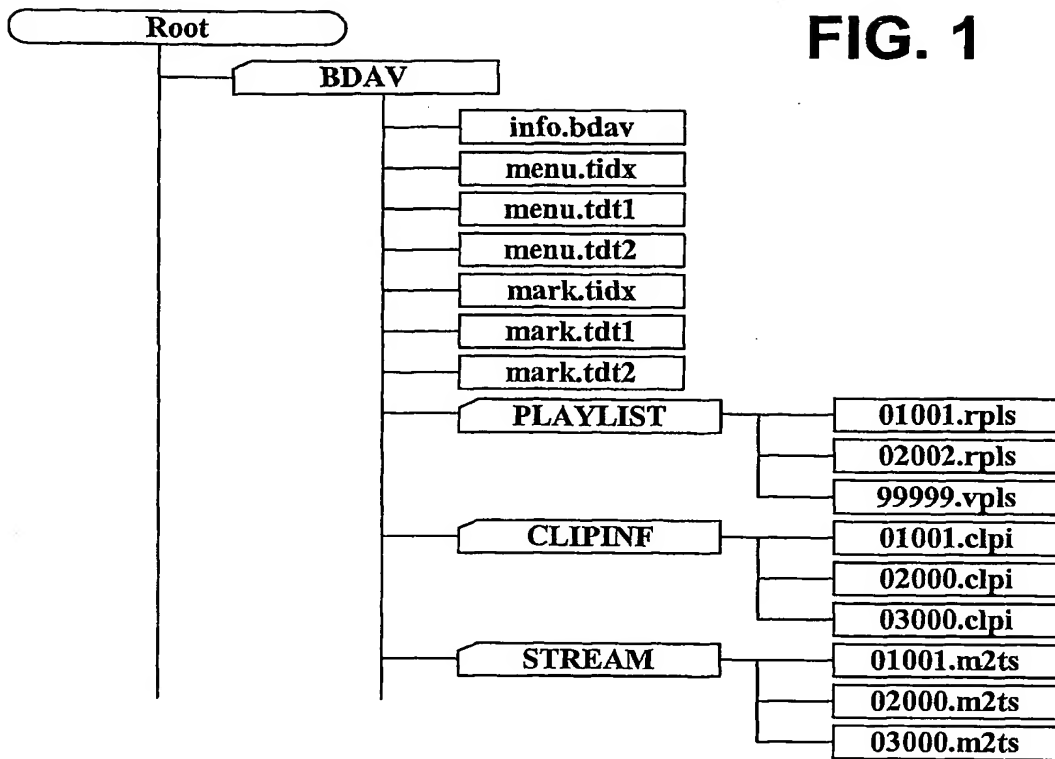 FIG. 1
Root
BDAV
info.bdav
menu.tidx
menu.tdt1
menu.tdt2
mark.tidx
mark.tdt1
mark.tdt2
PLAYLIST
01001.rpls
02002.rpls
99999.vpls
CLIPINF
01001.clpi
02000.clpi
03000.clpi
STREAM
01001.m2ts
02000.m2ts
03000.m2ts